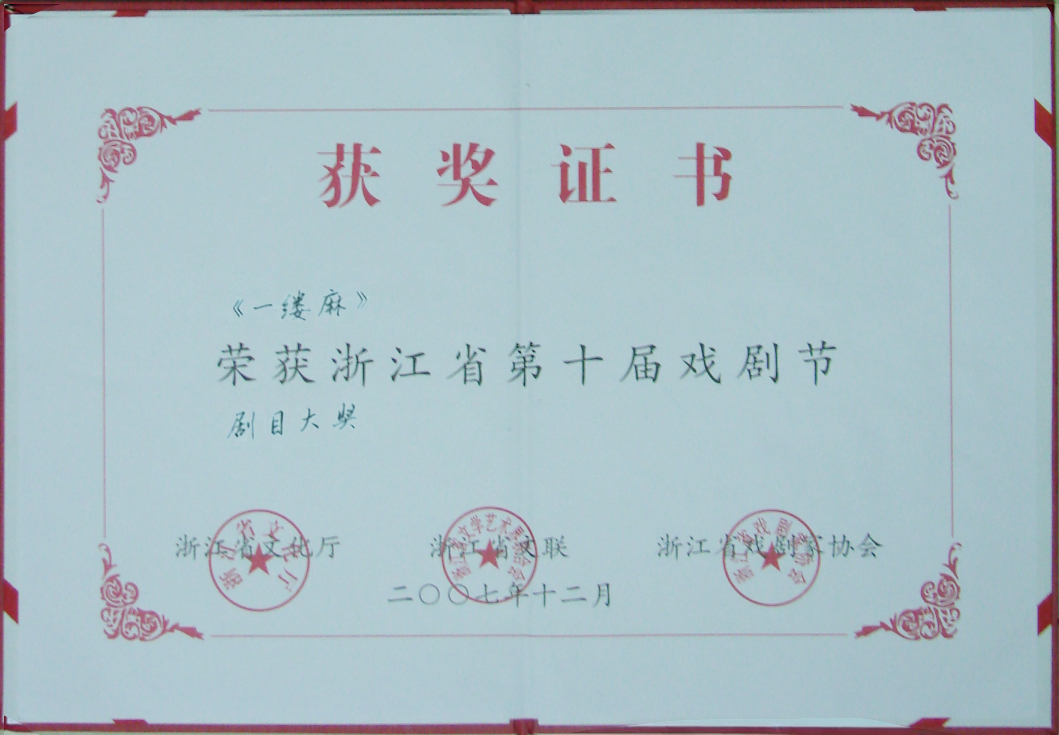 获奖证书
《一缕麻》
荣获浙江省第十届戏剧节
剧目大奖
浙江省文化厅 浙江省文联 浙江省戏剧家协会
二〇〇七年十二月